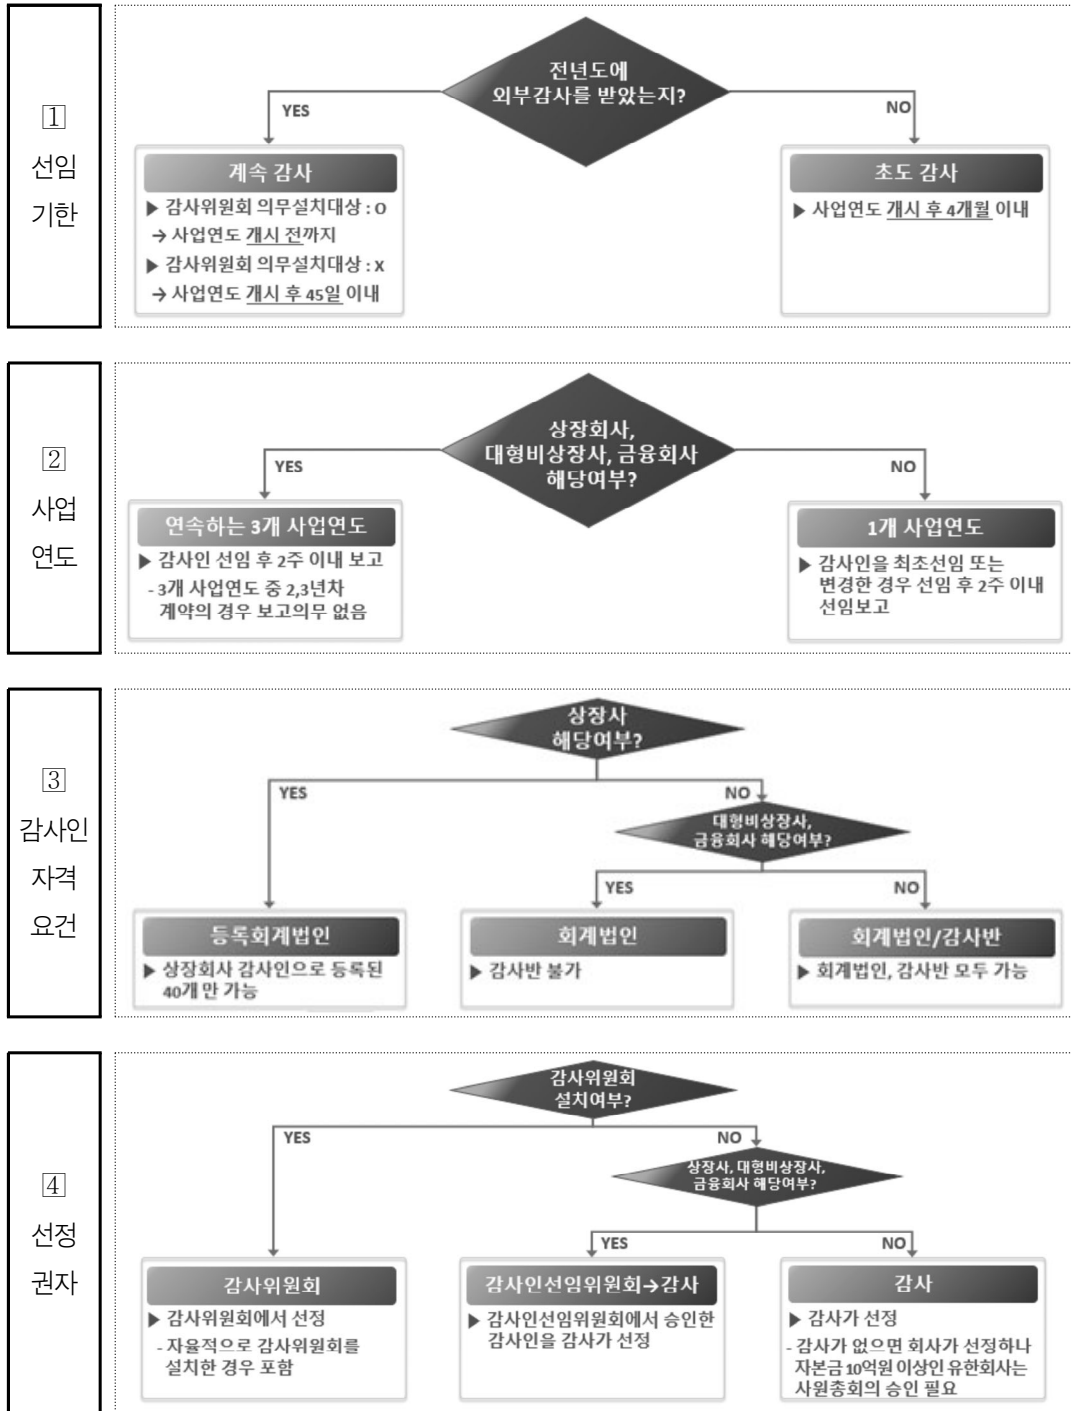 1
선임
기한
전년도에
외부감사를 받았는지?
YES
NO
계속 감사
▶ 감사위원회 의무설치대상 : O
→ 사업연도 개시 전까지
▶ 감사위원회 의무설치대상 : X
→ 사업연도 개시 후 45일 이내
초도 감사
▶ 사업연도 개시 후 4개월 이내
2
사업
연도
상장회사,
대형비상장사, 금융회사
해당여부?
YES
NO
연속하는 3개 사업연도
▶ 감사인 선임 후 2주 이내 보고
- 3개 사업연도 중 2,3년차
계약의 경우 보고의무 없음
1개 사업연도
▶ 감사인을 최초선임 또는
변경한 경우 선임 후 2주 이내
선임보고
3
감사인
자격
요건
상장사
해당여부?
YES
NO
대형비상장사,
금융회사 해당여부?
YES
NO
등록회계법인
▶ 상장회사 감사인으로 등록된
40개 만 가능
회계법인
▶ 감사반 불가
회계법인/감사반
▶ 회계법인, 감사반 모두 가능
4
선정
권자
감사위원회
설치여부?
YES
NO
상장사, 대형비상장사,
금융회사 해당여부?
YES
NO
감사위원회
▶ 감사위원회에서 선정
- 자율적으로 감사위원회를
설치한 경우 포함
감사인선임위원회→감사
▶ 감사인선임위원회에서 승인한
감사인을 감사가 선정
감사
▶ 감사가 선정
- 감사가 없으면 회사가 선정하나
자본금 10억원 이상인 유한회사는
사원총회의 승인 필요